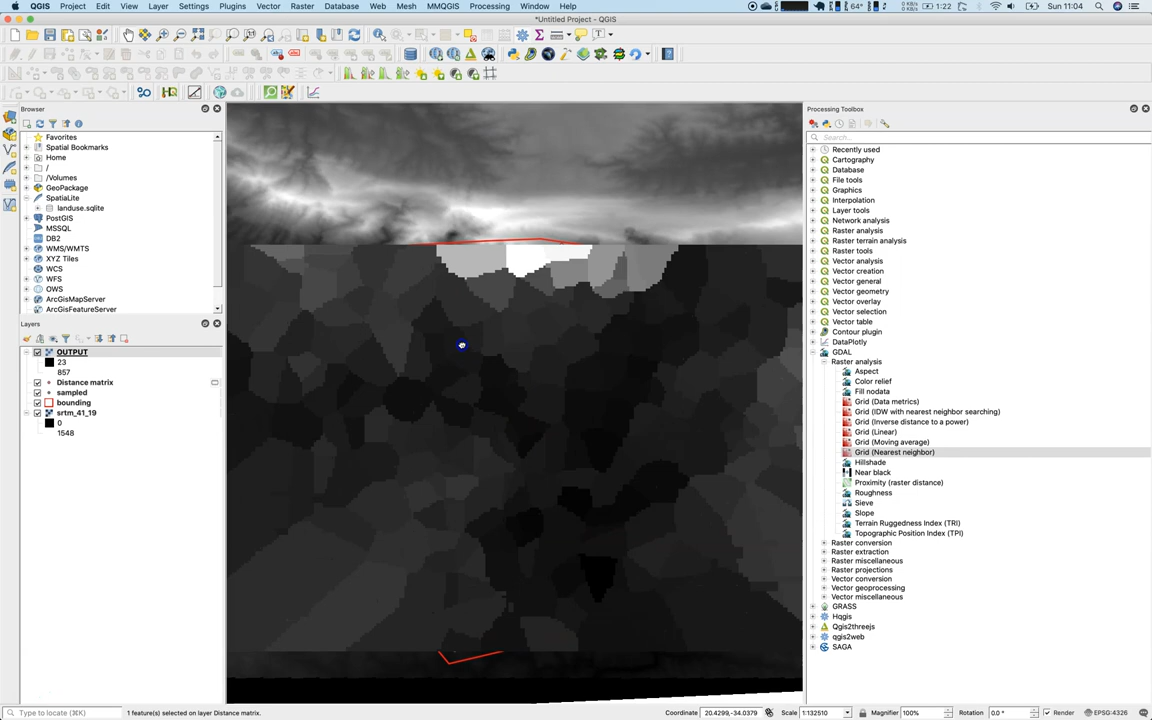 QGIS Project Edit View Layer Settings Plugins Vector Raster Database Web Mesh MMQGIS Processing Window Help 64° 1:22 Sun 11:04
*Untitled Project — QGIS
Browser
Favorites
Spatial Bookmarks
Home
/
/Volumes
GeoPackage
SpatiaLite
landuse.sqlite
PostGIS
MSSQL
DB2
WMS/WMTS
XYZ Tiles
WCS
WFS
OWS
ArcGisMapServer
ArcGisFeatureServer
Layers
OUTPUT
23
857
Distance matrix
sampled
bounding
srtm_41_19
0
1548
Processing Toolbox
Search...
Recently used
Cartography
Database
File tools
Graphics
Interpolation
Layer tools
Network analysis
Raster analysis
Raster terrain analysis
Raster tools
Vector analysis
Vector creation
Vector general
Vector geometry
Vector overlay
Vector selection
Vector table
Contour plugin
DataPlotly
GDAL
Raster analysis
Aspect
Color relief
Fill nodata
Grid (Data metrics)
Grid (IDW with nearest neighbor searching)
Grid (Inverse distance to a power)
Grid (Linear)
Grid (Moving average)
Grid (Nearest neighbor)
Hillshade
Near black
Proximity (raster distance)
Roughness
Sieve
Slope
Terrain Ruggedness Index (TRI)
Topographic Position Index (TPI)
Raster conversion
Raster extraction
Raster miscellaneous
Raster projections
Vector conversion
Vector geoprocessing
Vector miscellaneous
GRASS
Hqgis
Qgis2threejs
qgis2web
SAGA
Type to locate (⌘K) 1 feature(s) selected on layer Distance matrix. Coordinate 20.4299,-34.0379 Scale 1:132510 Magnifier 100% Rotation 0.0 ° Render EPSG:4326